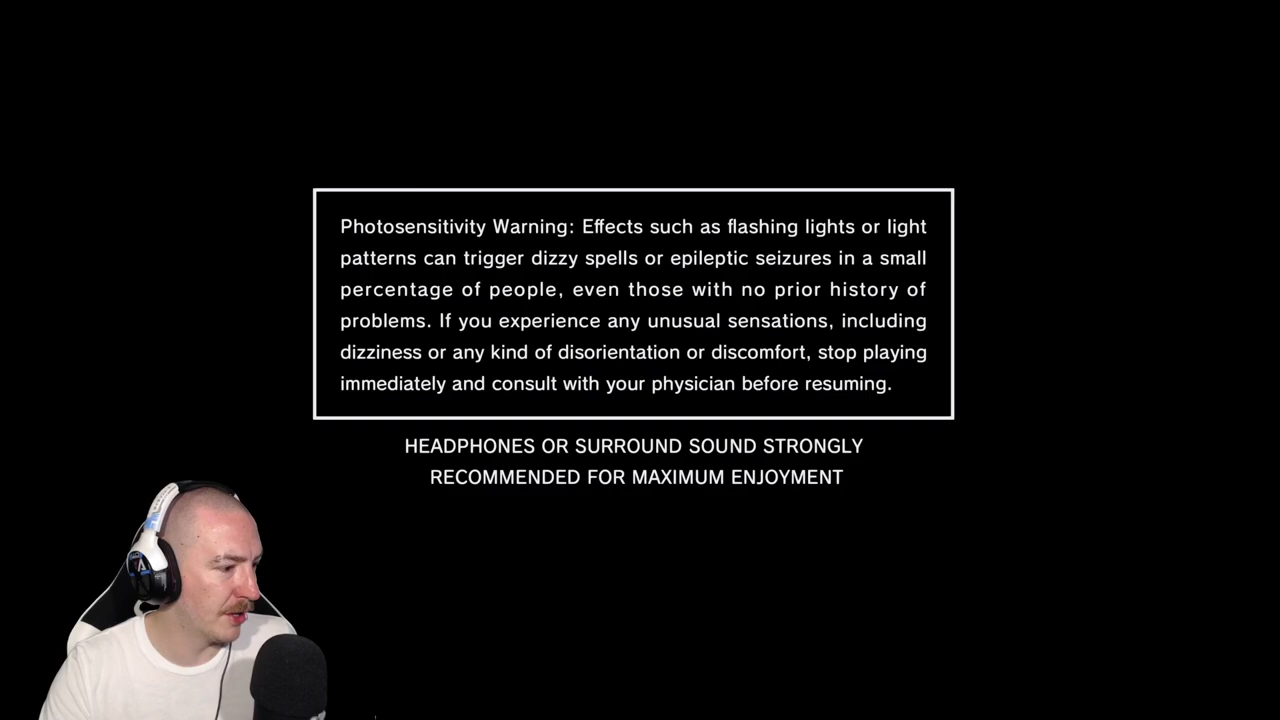 Photosensitivity Warning: Effects such as flashing lights or light
patterns can trigger dizzy spells or epileptic seizures in a small
percentage of people, even those with no prior history of
problems. If you experience any unusual sensations, including
dizziness or any kind of disorientation or discomfort, stop playing
immediately and consult with your physician before resuming.
HEADPHONES OR SURROUND SOUND STRONGLY
RECOMMENDED FOR MAXIMUM ENJOYMENT